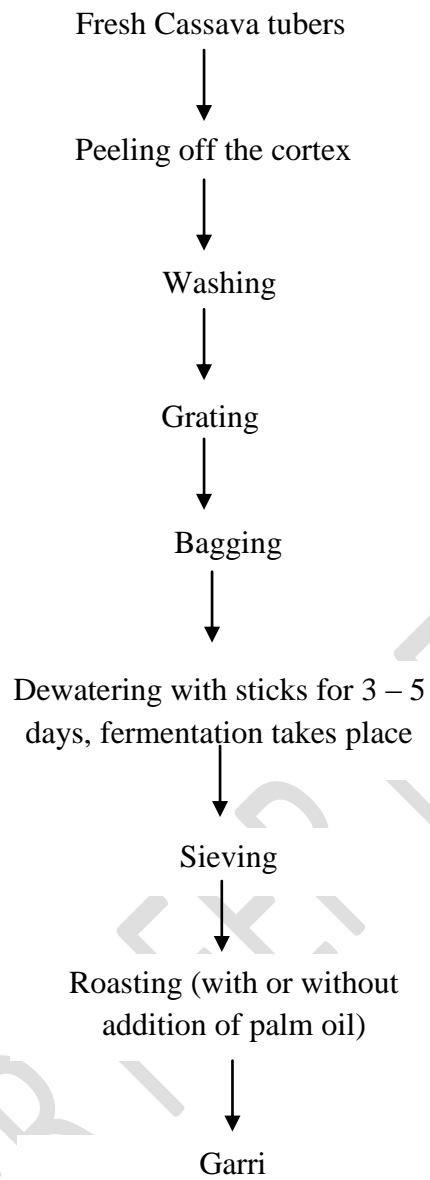 Fresh Cassava tubers
Peeling off the cortex
Washing
Grating
Bagging
Dewatering with sticks for 3 – 5
days, fermentation takes place
Sieving
Roasting (with or without
addition of palm oil)
Garri